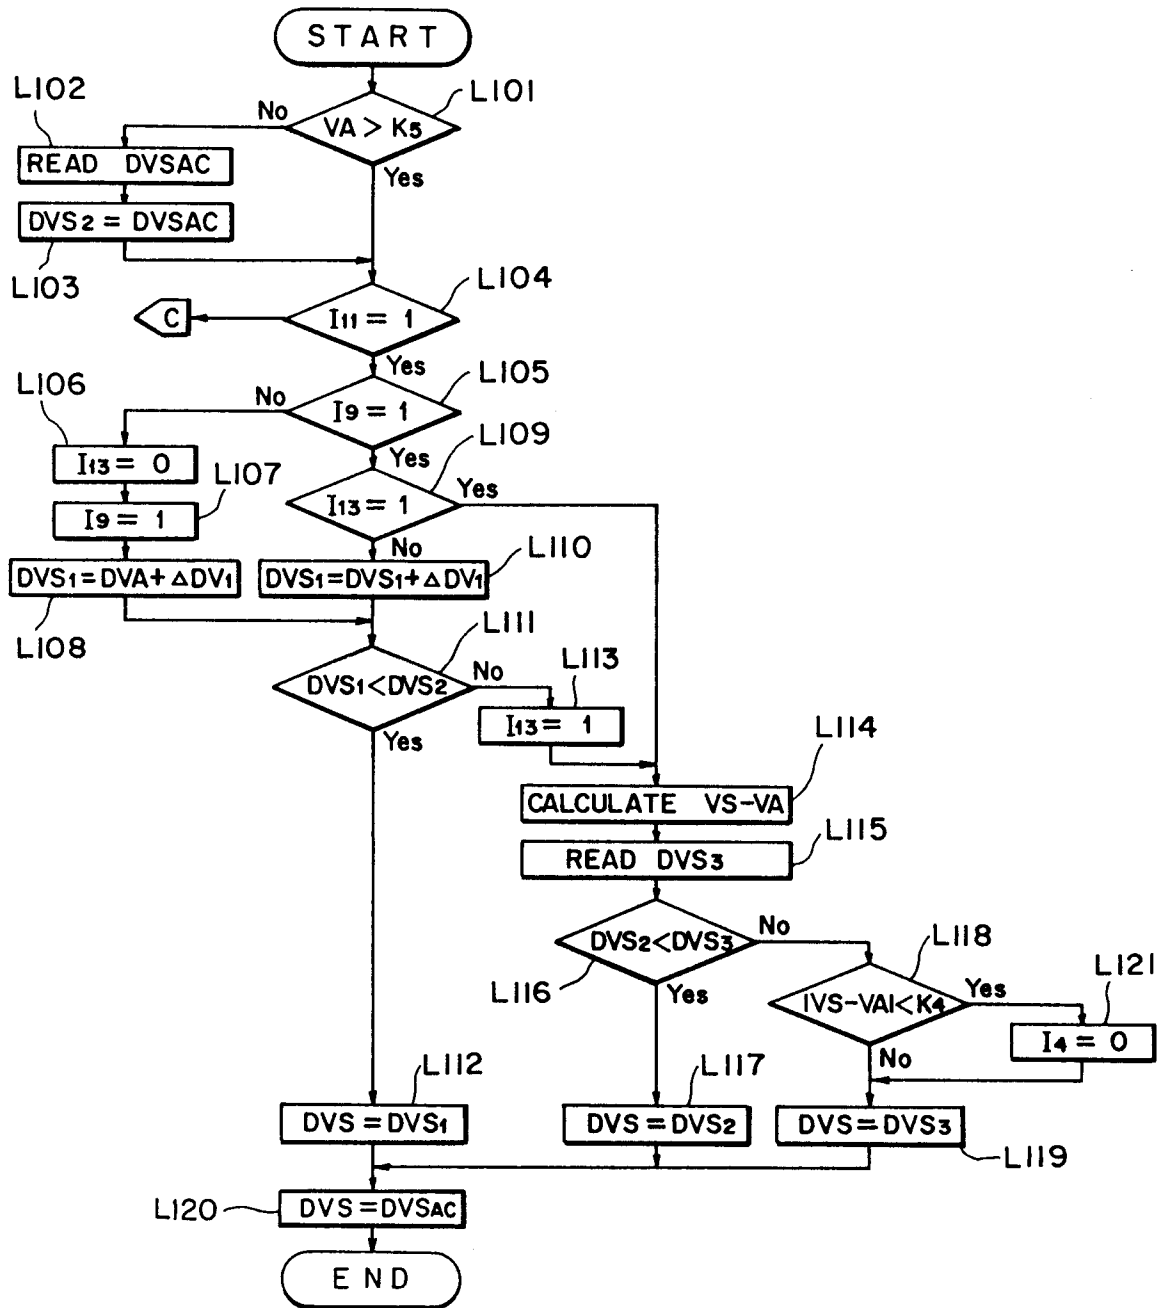 START
L101
L102
No
VA > K5
READ DVSAC
Yes
DVS2 = DVSAC
L103
L104
C
I11 = 1
Yes
L105
L106
No
I9 = 1
L109
I13 = 0
Yes
L107
Yes
I13 = 1
I9 = 1
No
L110
DVS1=DVA+ΔDV1
DVS1=DVS1+ΔDV1
L108
L111
DVS1<DVS2
No
L113
I13= 1
Yes
L114
CALCULATE VS-VA
L115
READ DVS3
DVS2<DVS3
No
L118
L121
L116
Yes
|VS-VA|<K4
Yes
I4 = 0
No
L112
L117
DVS = DVS1
DVS = DVS2
DVS = DVS3
L119
L120
DVS = DVSAC
END